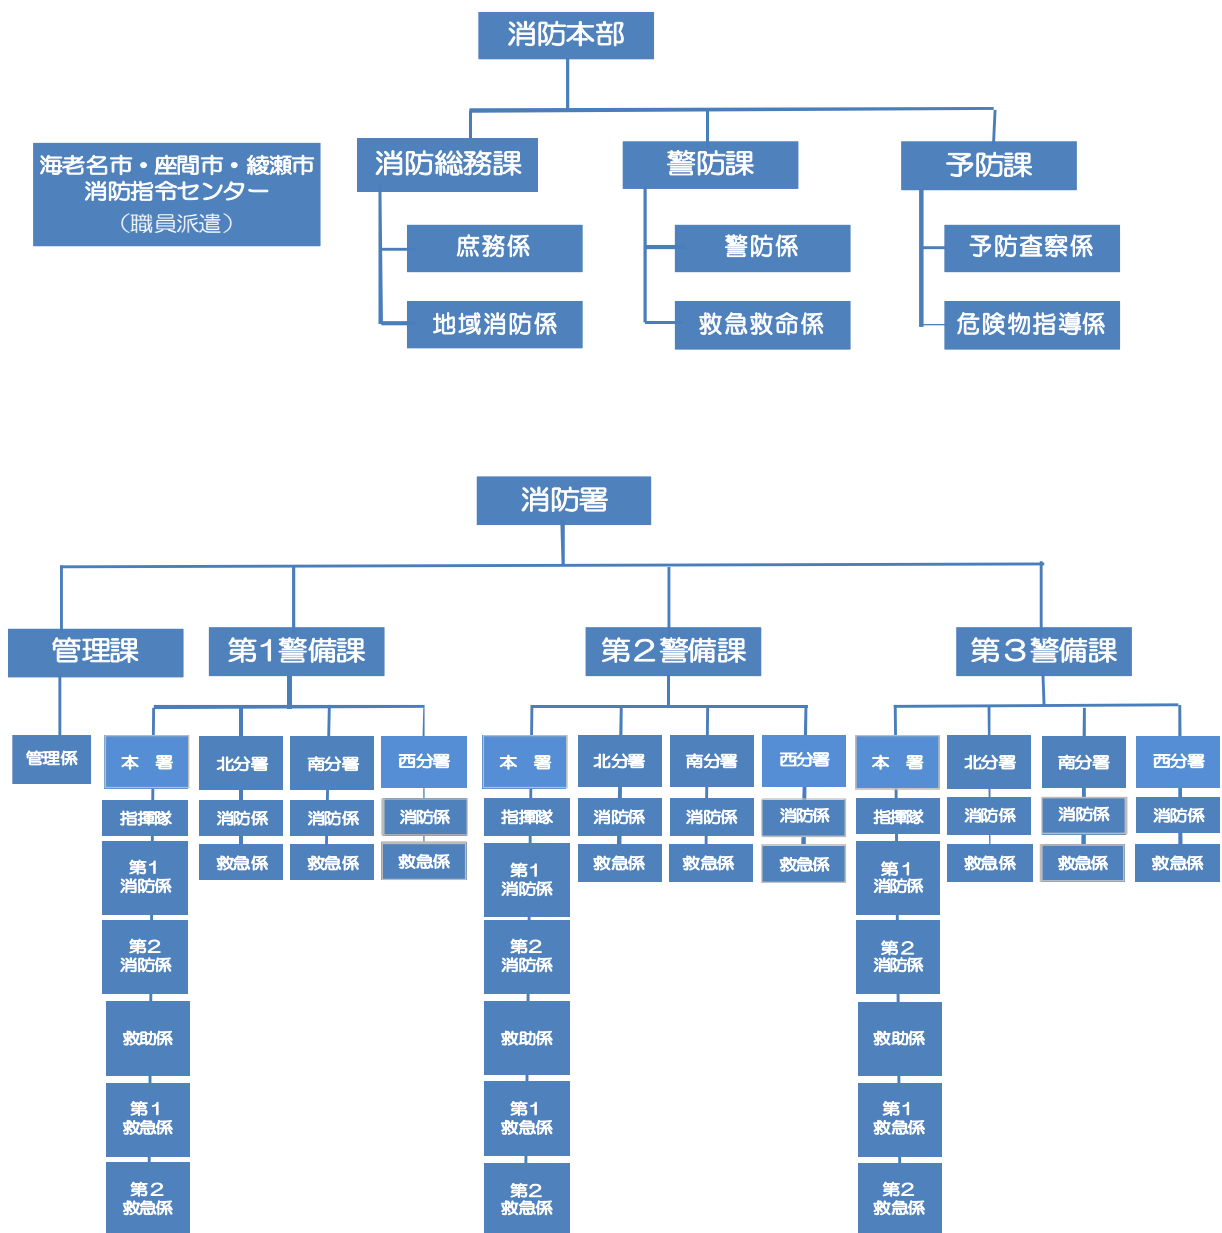 消防本部
海老名市・座間市・綾瀬市
消防指令センター
（職員派遣）
消防総務課
警防課
予防課
庶務係
警防係
予防査察係
地域消防係
救急救命係
危険物指導係
消防署
管理課
第1警備課
第2警備課
第3警備課
管理係
本　署
北分署
南分署
西分署
本　署
北分署
南分署
西分署
本　署
北分署
南分署
西分署
指揮隊
消防係
消防係
消防係
指揮隊
消防係
消防係
消防係
指揮隊
消防係
消防係
消防係
救急係
救急係
救急係
救急係
救急係
救急係
救急係
救急係
救急係
第1
消防係
第1
消防係
第1
消防係
第2
消防係
第2
消防係
第2
消防係
救助係
救助係
救助係
第1
救急係
第1
救急係
第1
救急係
第2
救急係
第2
救急係
第2
救急係